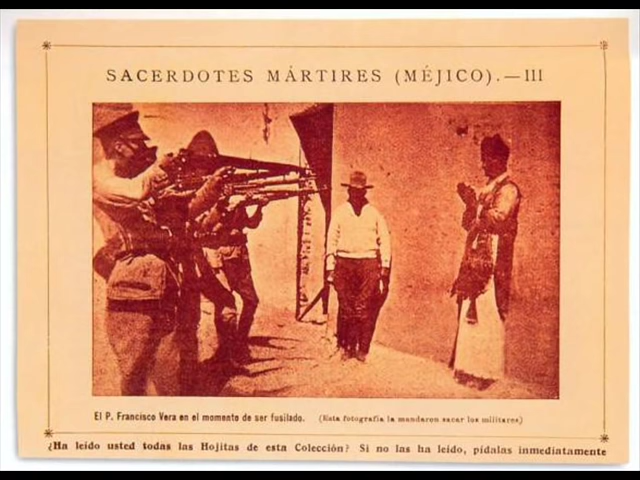 SACERDOTES MÁRTIRES (MÉJICO).—III
El P. Francisco Vera en el momento de ser fusilado. (Esta fotografía la mandaron sacar los militares)
¿Ha leído usted todas las Hojitas de esta Colección? Si no las ha leído, pídalas inmediatamente